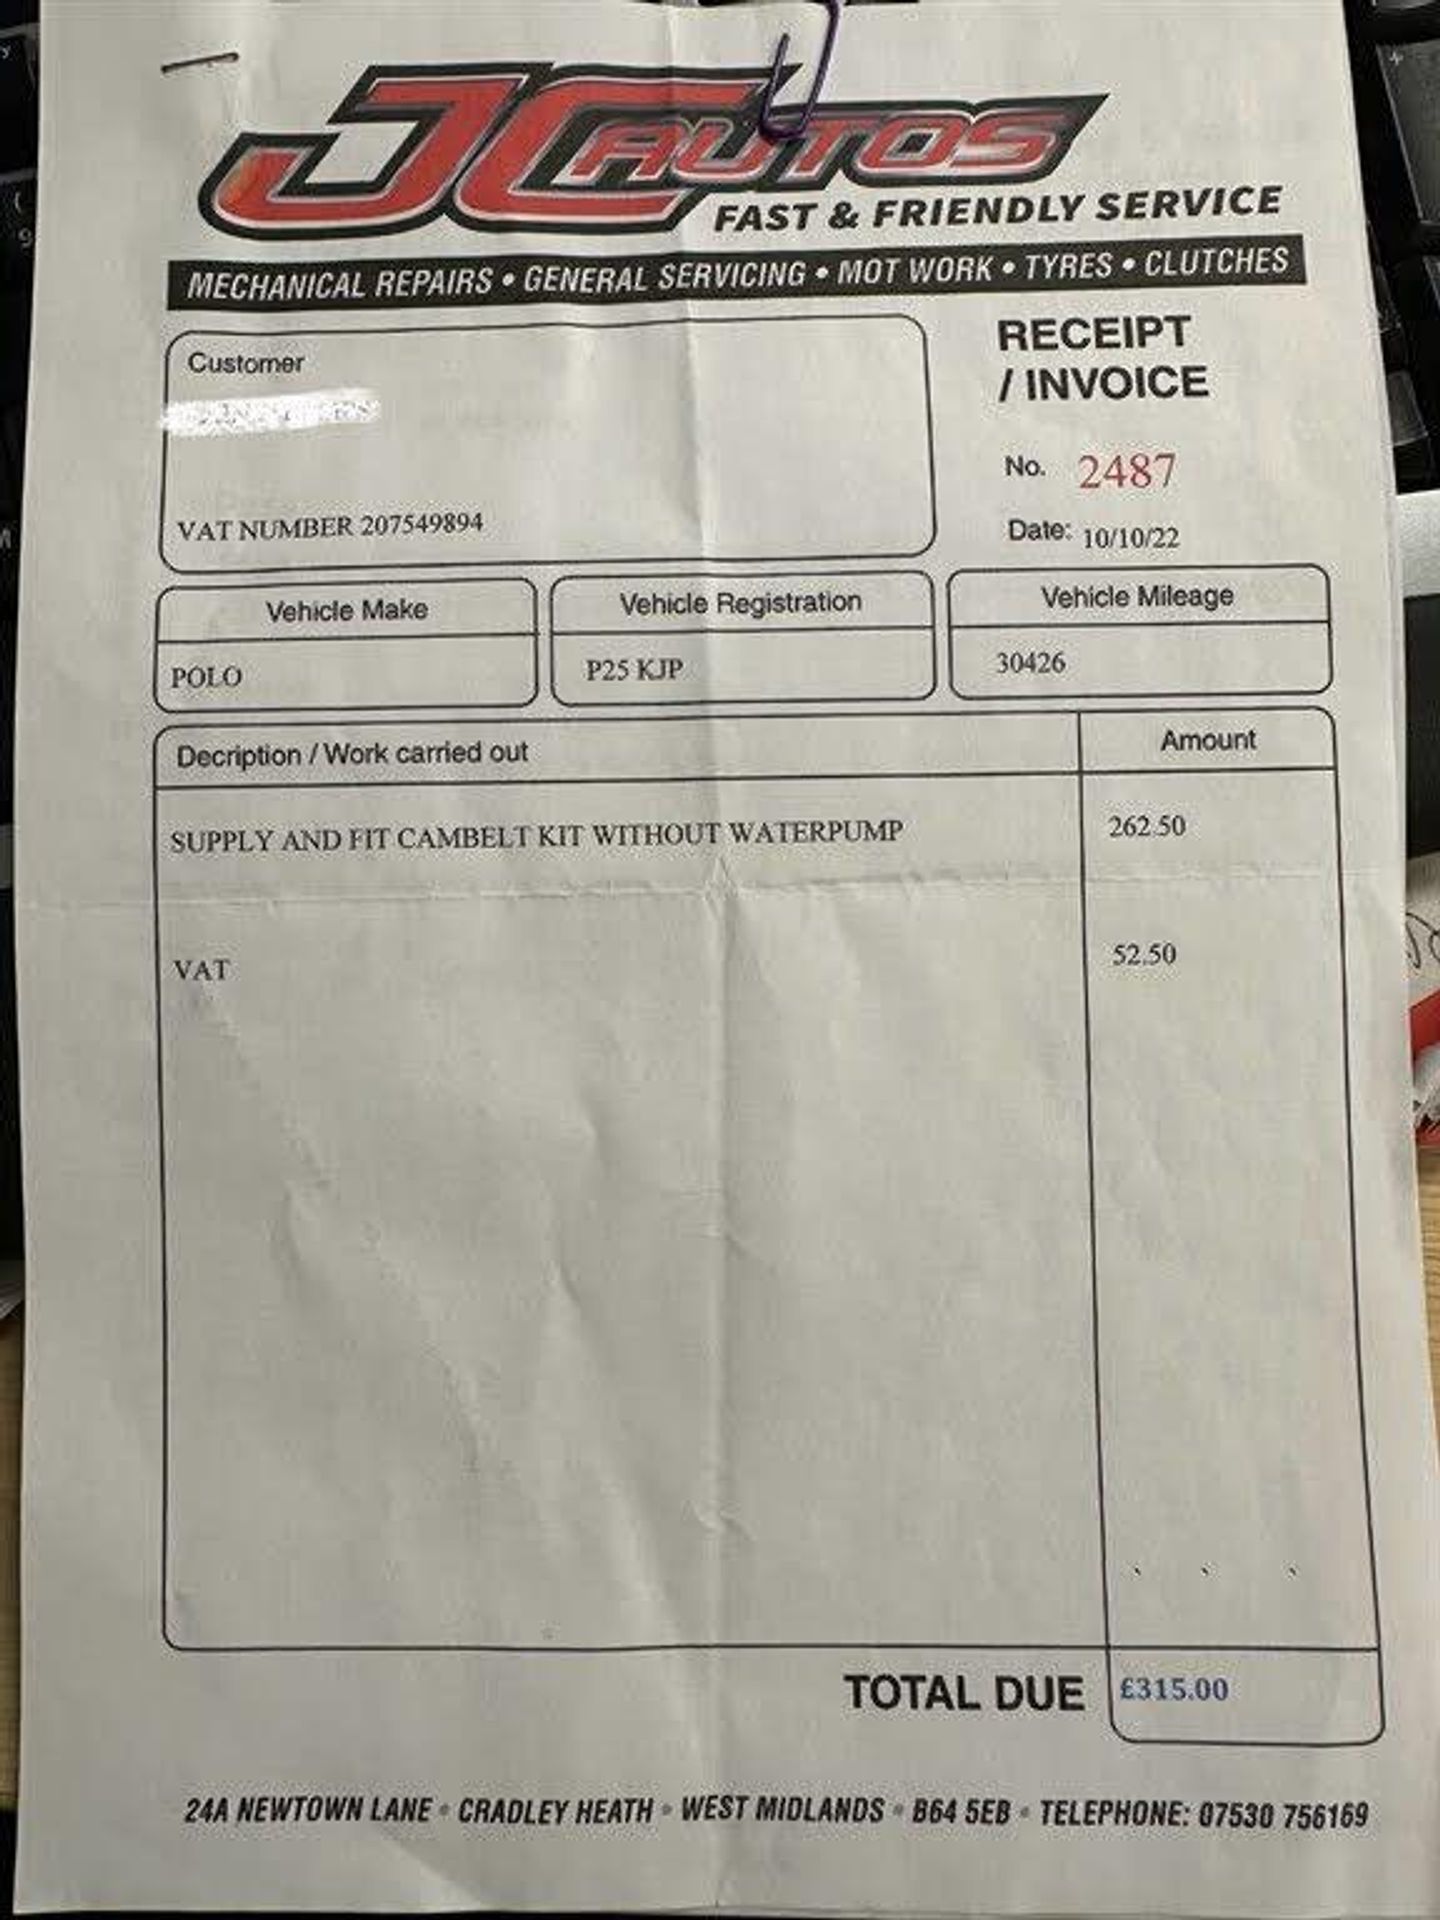 JC AUTOS
FAST & FRIENDLY SERVICE
MECHANICAL REPAIRS • GENERAL SERVICING • MOT WORK • TYRES • CLUTCHES
Customer
RECEIPT
/ INVOICE
No. 2487
VAT NUMBER 207549894
Date: 10/10/22
Vehicle Make
Vehicle Registration
Vehicle Mileage
POLO
P25 KJP
30426
Decription / Work carried out
Amount
SUPPLY AND FIT CAMBELT KIT WITHOUT WATERPUMP
262.50
VAT
52.50
TOTAL DUE £315.00
24A NEWTOWN LANE • CRADLEY HEATH • WEST MIDLANDS • B64 5EB • TELEPHONE: 07530 756169